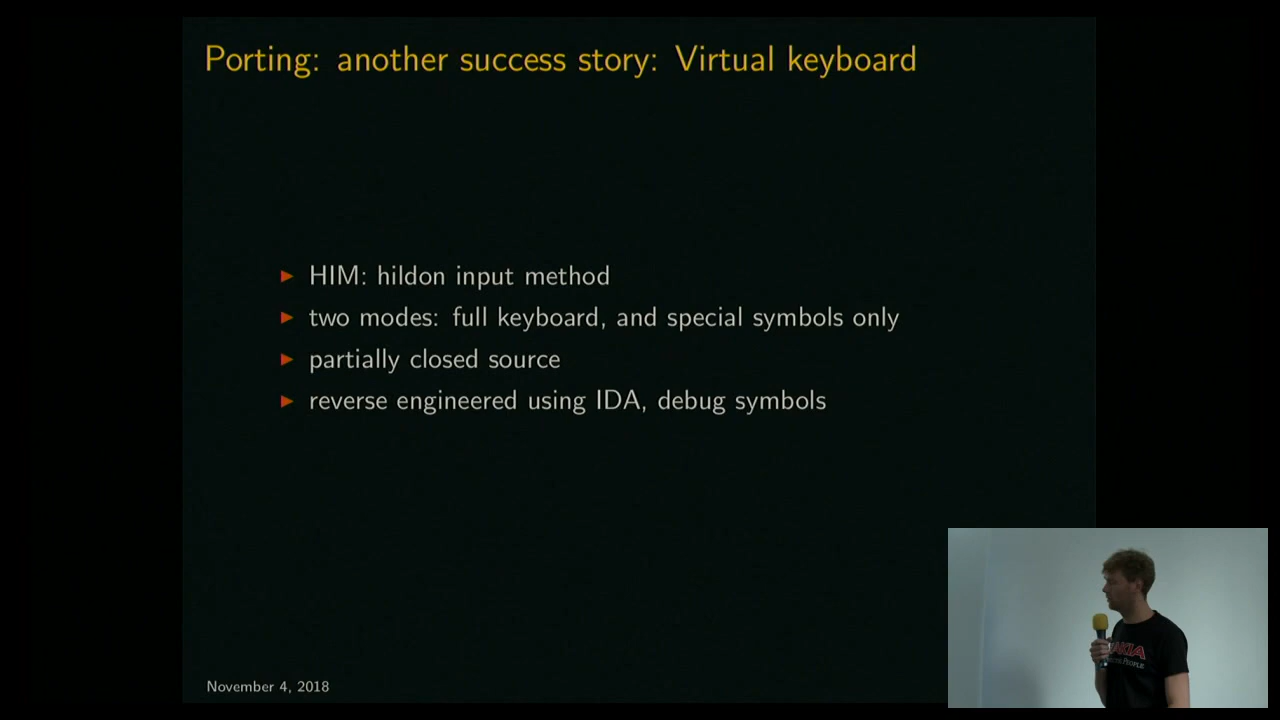 Porting: another success story: Virtual keyboard
► HIM: hildon input method
► two modes: full keyboard, and special symbols only
► partially closed source
► reverse engineered using IDA, debug symbols
November 4, 2018
PEOPLE